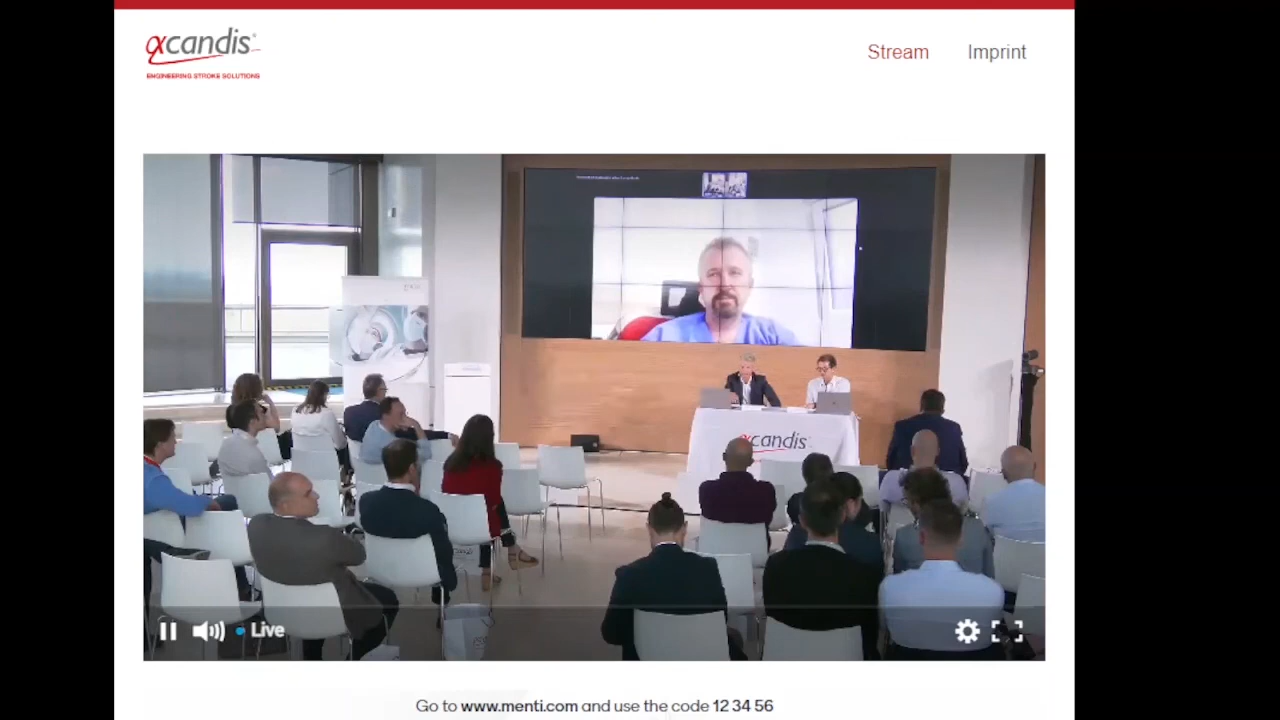 acandis®
ENGINEERING STROKE SOLUTIONS
Stream
Imprint
acandis
Live
Go to www.menti.com and use the code 12 34 56